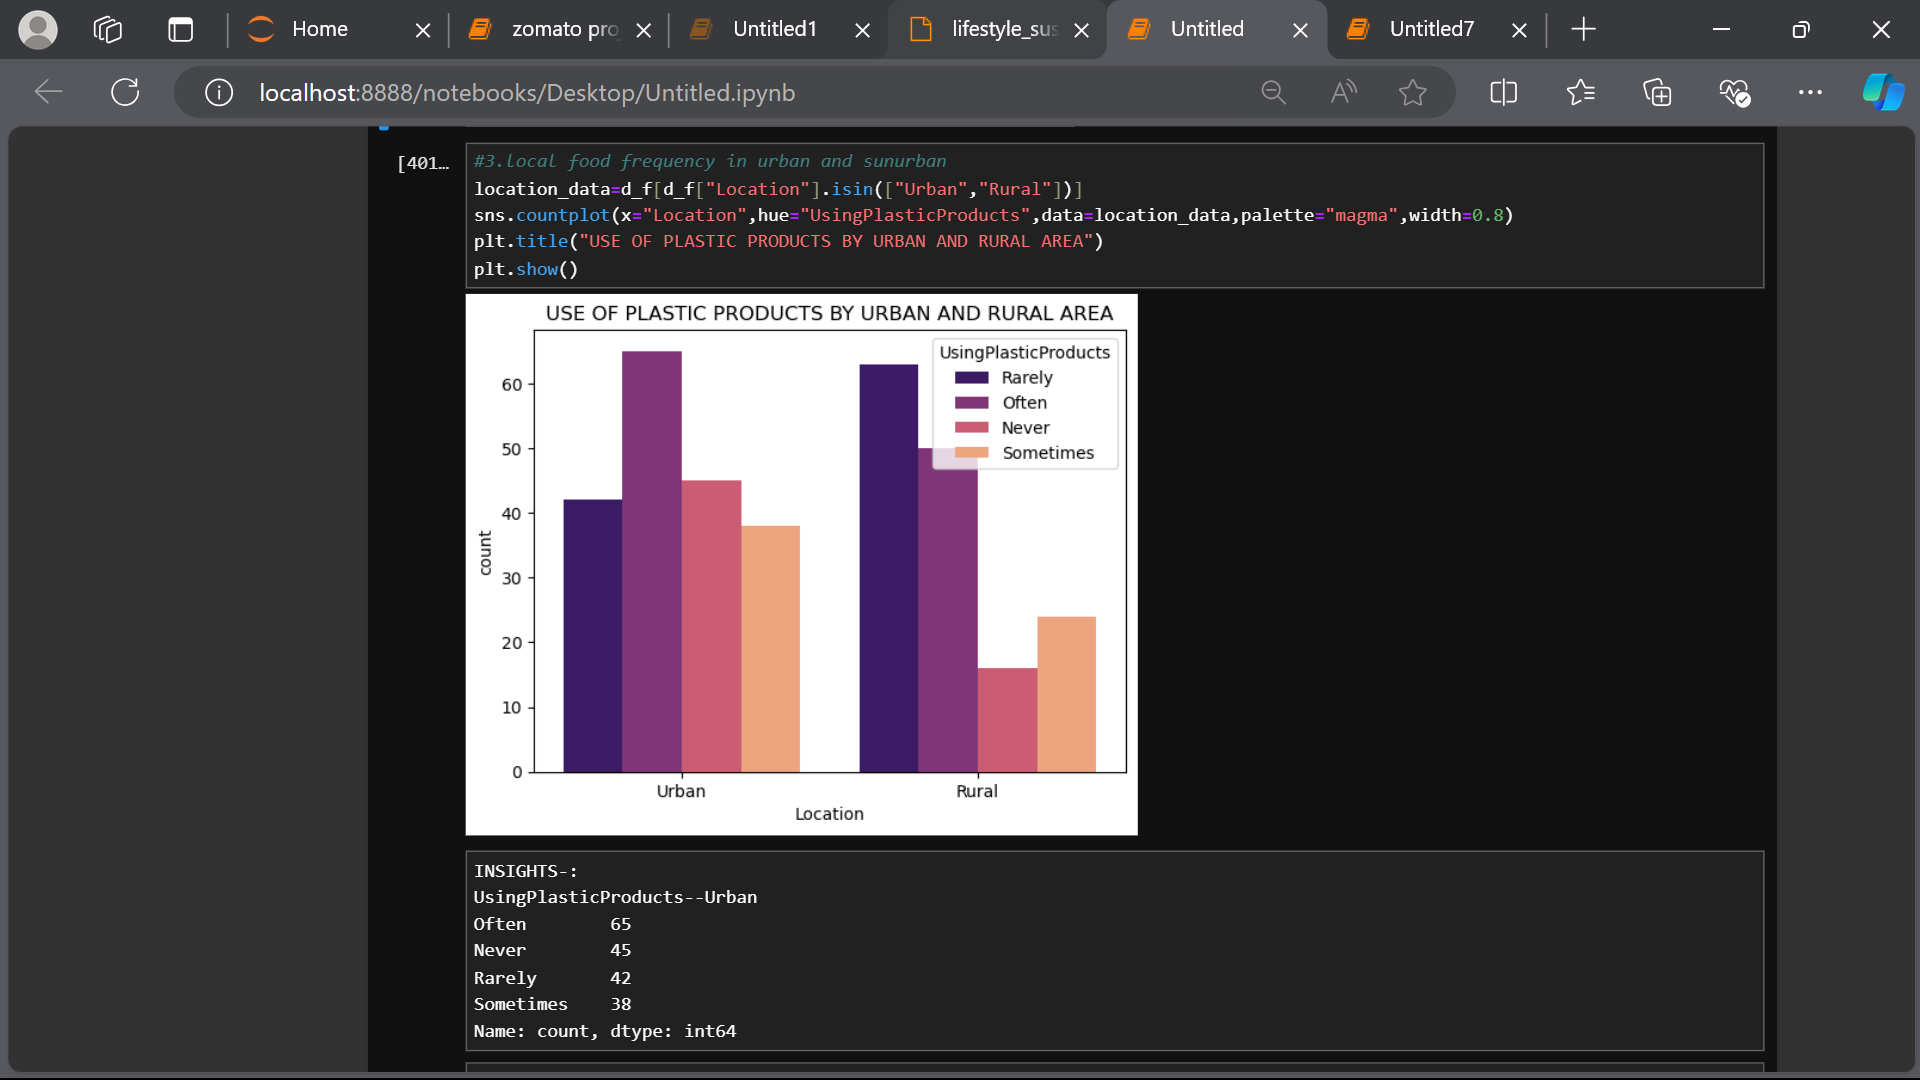 Home
zomato pro
Untitled1
lifestyle_sus
Untitled
Untitled7
localhost:8888/notebooks/Desktop/Untitled.ipynb
[401…
#3.local food frequency in urban and sunurban
location_data=d_f[d_f["Location"].isin(["Urban","Rural"])]
sns.countplot(x="Location",hue="UsingPlasticProducts",data=location_data,palette="magma",width=0.8)
plt.title("USE OF PLASTIC PRODUCTS BY URBAN AND RURAL AREA")
plt.show()
USE OF PLASTIC PRODUCTS BY URBAN AND RURAL AREA
UsingPlasticProducts
Rarely
Often
Never
Sometimes
60
50
40
30
20
10
0
count
Urban
Rural
Location
INSIGHTS-:
UsingPlasticProducts--Urban
Often 65
Never 45
Rarely 42
Sometimes 38
Name: count, dtype: int64